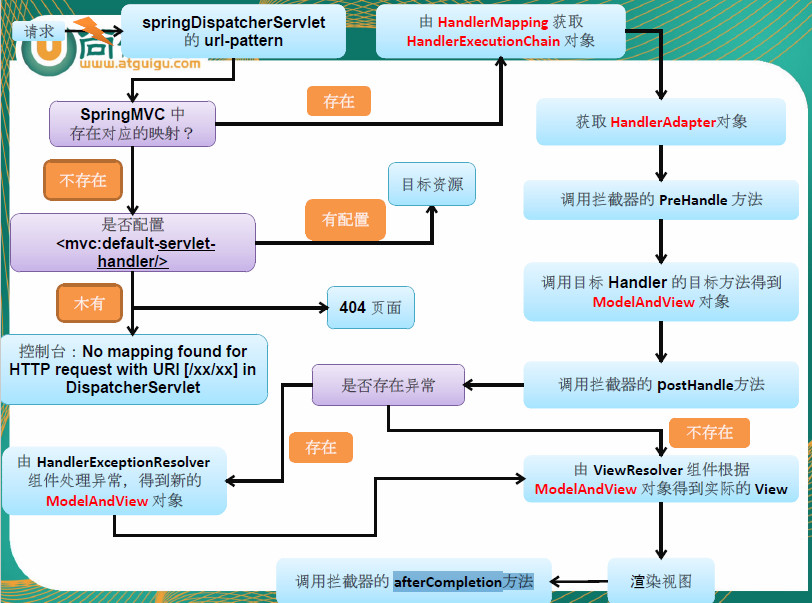 请求
springDispatcherServlet
的 url-pattern
由 HandlerMapping 获取
HandlerExecutionChain 对象
www.atguigu.com
SpringMVC 中
存在对应的映射？
存在
获取 HandlerAdapter对象
不存在
目标资源
调用拦截器的 PreHandle 方法
是否配置
<mvc:default-servlet-
handler/>
有配置
调用目标 Handler 的目标方法得到
ModelAndView 对象
木有
404 页面
控制台：No mapping found for
HTTP request with URI [/xx/xx] in
DispatcherServlet
是否存在异常
调用拦截器的 postHandle方法
存在
不存在
由 HandlerExceptionResolver
组件处理异常，得到新的
ModelAndView 对象
由 ViewResolver 组件根据
ModelAndView 对象得到实际的 View
调用拦截器的 afterCompletion方法
渲染视图